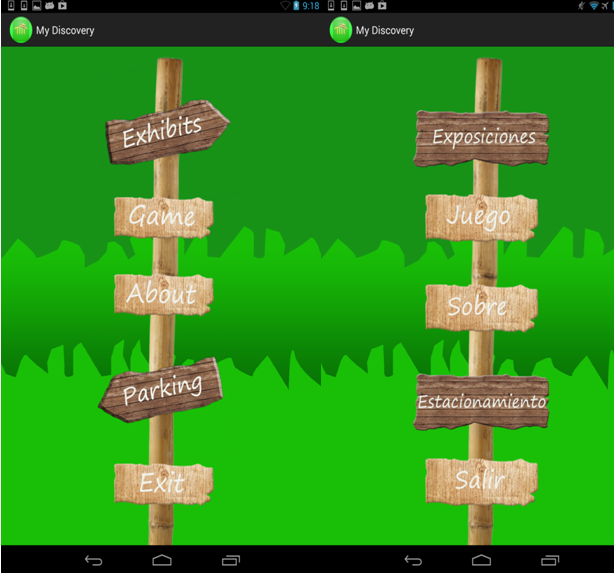 9:18
My Discovery
Exhibits
Game
About
Parking
Exit
My Discovery
Exposiciones
Juego
Sobre
Estacionamiento
Salir